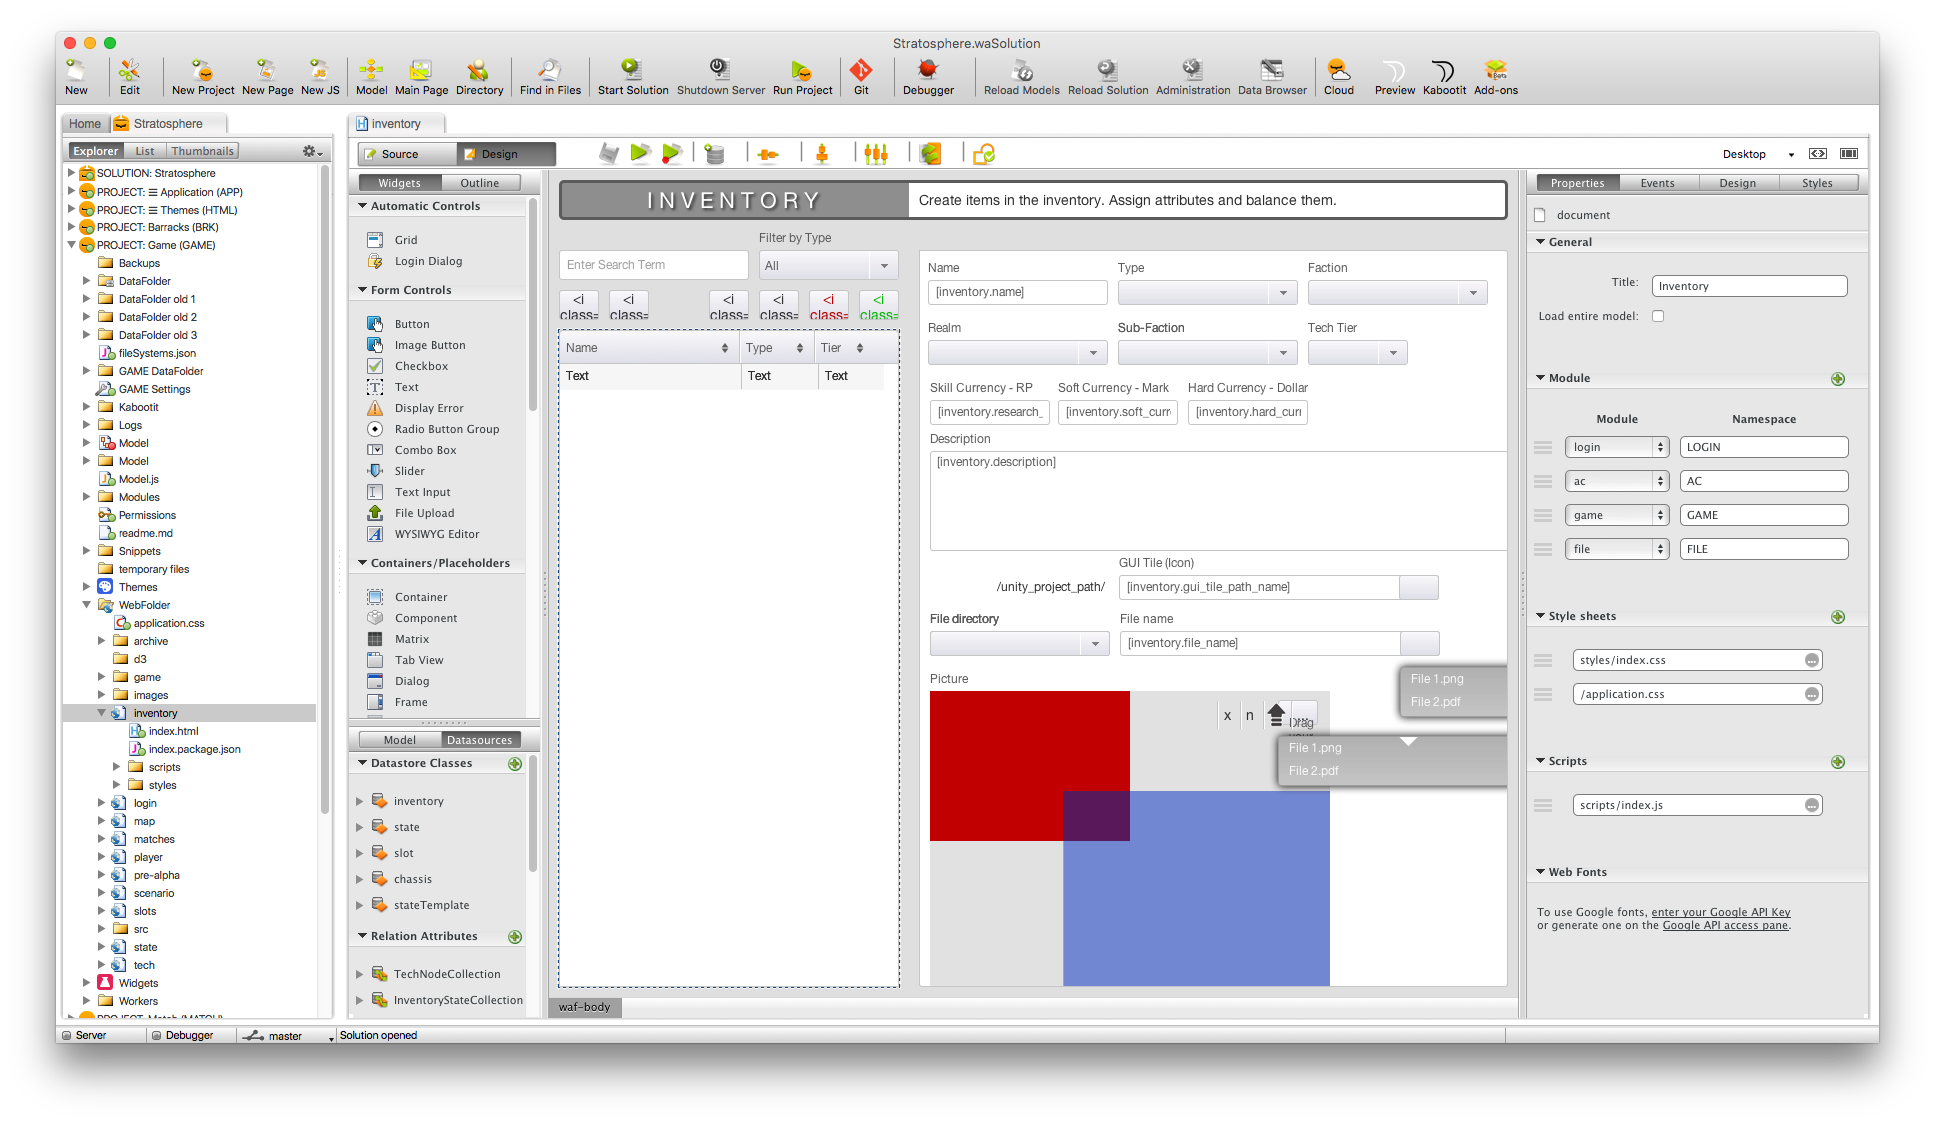 Stratosphere.waSolution
New Edit New Project New Page New JS Model Main Page Directory Find in Files Start Solution Shutdown Server Run Project Git Debugger Reload Models Reload Solution Administration Data Browser Cloud Preview Kabootit Add-ons
Beta
Home Stratosphere
Explorer List Thumbnails
SOLUTION: Stratosphere
PROJECT: Application (APP)
PROJECT: Themes (HTML)
PROJECT: Barracks (BRK)
PROJECT: Game (GAME)
Backups
DataFolder
DataFolder old 1
DataFolder old 2
DataFolder old 3
fileSystems.json
GAME DataFolder
GAME Settings
Kabootit
Logs
Model
Model
Model.js
Modules
Permissions
readme.md
Snippets
temporary files
Themes
WebFolder
application.css
archive
d3
game
images
inventory
index.html
index.package.json
scripts
styles
login
map
matches
player
pre-alpha
scenario
slots
src
state
tech
Widgets
Workers
PROJECT: Match (MATCH)
inventory
Source Design
Desktop
Widgets Outline
Automatic Controls
Grid
Login Dialog
Form Controls
Button
Image Button
Checkbox
Text
Display Error
Radio Button Group
Combo Box
Slider
Text Input
File Upload
WYSIWYG Editor
Containers/Placeholders
Container
Component
Matrix
Tab View
Dialog
Frame
Model Datasources
Datastore Classes
inventory
state
slot
chassis
stateTemplate
Relation Attributes
TechNodeCollection
InventoryStateCollection
INVENTORY Create items in the inventory. Assign attributes and balance them.
Filter by Type
Enter Search Term All
<i <i <i <i <i <i
class= class= class= class= class= class=
Name Type Tier
Text Text Text
Name Type Faction
[inventory.name]
Realm Sub-Faction Tech Tier
Skill Currency - RP Soft Currency - Mark Hard Currency - Dollar
[inventory.research_ [inventory.soft_curr [inventory.hard_curr
Description
[inventory.description]
GUI Tile (Icon)
/unity_project_path/ [inventory.gui_tile_path_name]
File directory File name
[inventory.file_name]
Picture
File 1.png
File 2.pdf
x n
Drag
File 1.png
File 2.pdf
waf-body
Properties Events Design Styles
document
General
Title: Inventory
Load entire model:
Module
Module Namespace
login LOGIN
ac AC
game GAME
file FILE
Style sheets
styles/index.css
/application.css
Scripts
scripts/index.js
Web Fonts
To use Google fonts, enter your Google API Key
or generate one on the Google API access pane.
Server Debugger master Solution opened